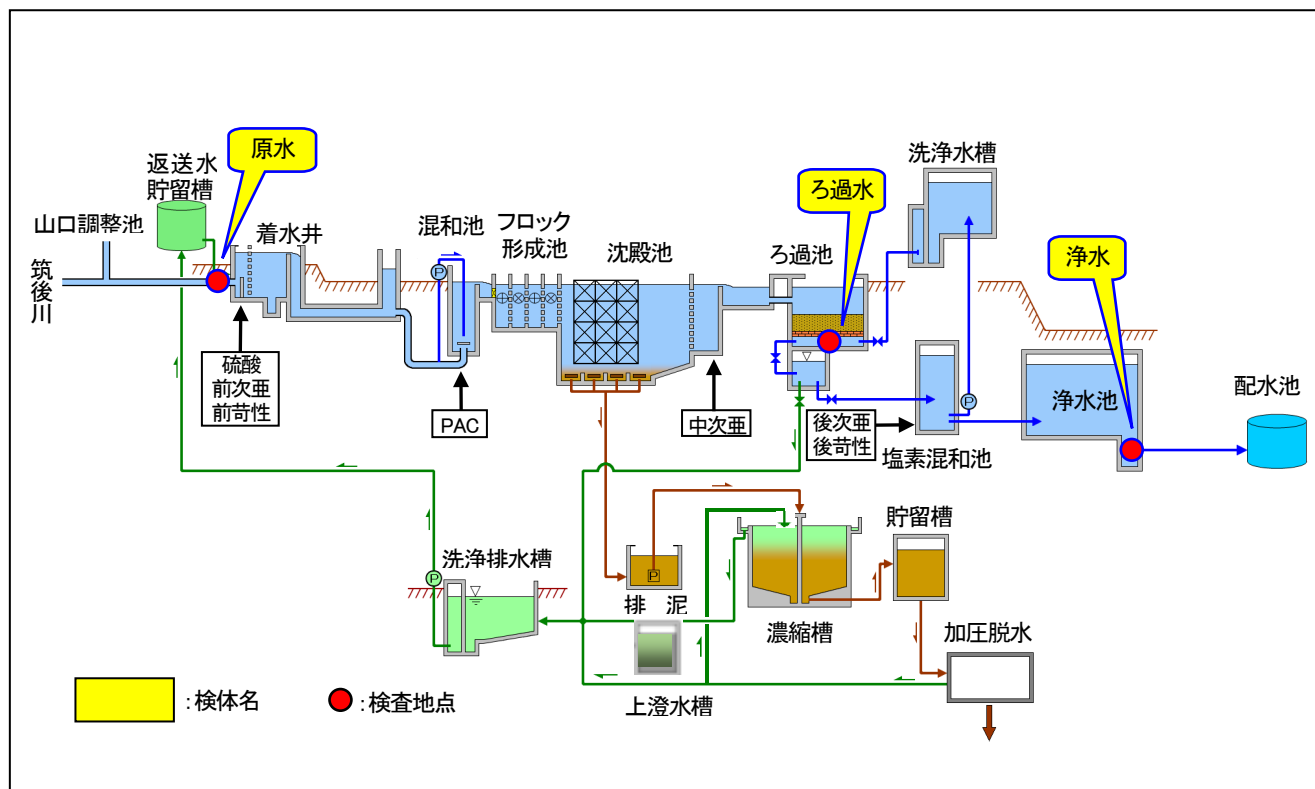 原水
返送水
貯留槽
山口調整池
着水井
筑後川
硫酸
前次亜
前苛性
混和池
P
PAC
フロック
形成池
沈殿池
中次亜
ろ過水
ろ過池
洗浄水槽
P
後次亜
後苛性
塩素混和池
浄水
浄水池
配水池
洗浄排水槽
P
P
排 泥
上澄水槽
濃縮槽
貯留槽
加圧脱水
:検体名
:検査地点